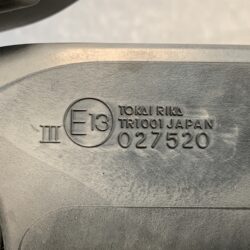 TOKAI RIKA
III E13 TR1001 JAPAN
027520